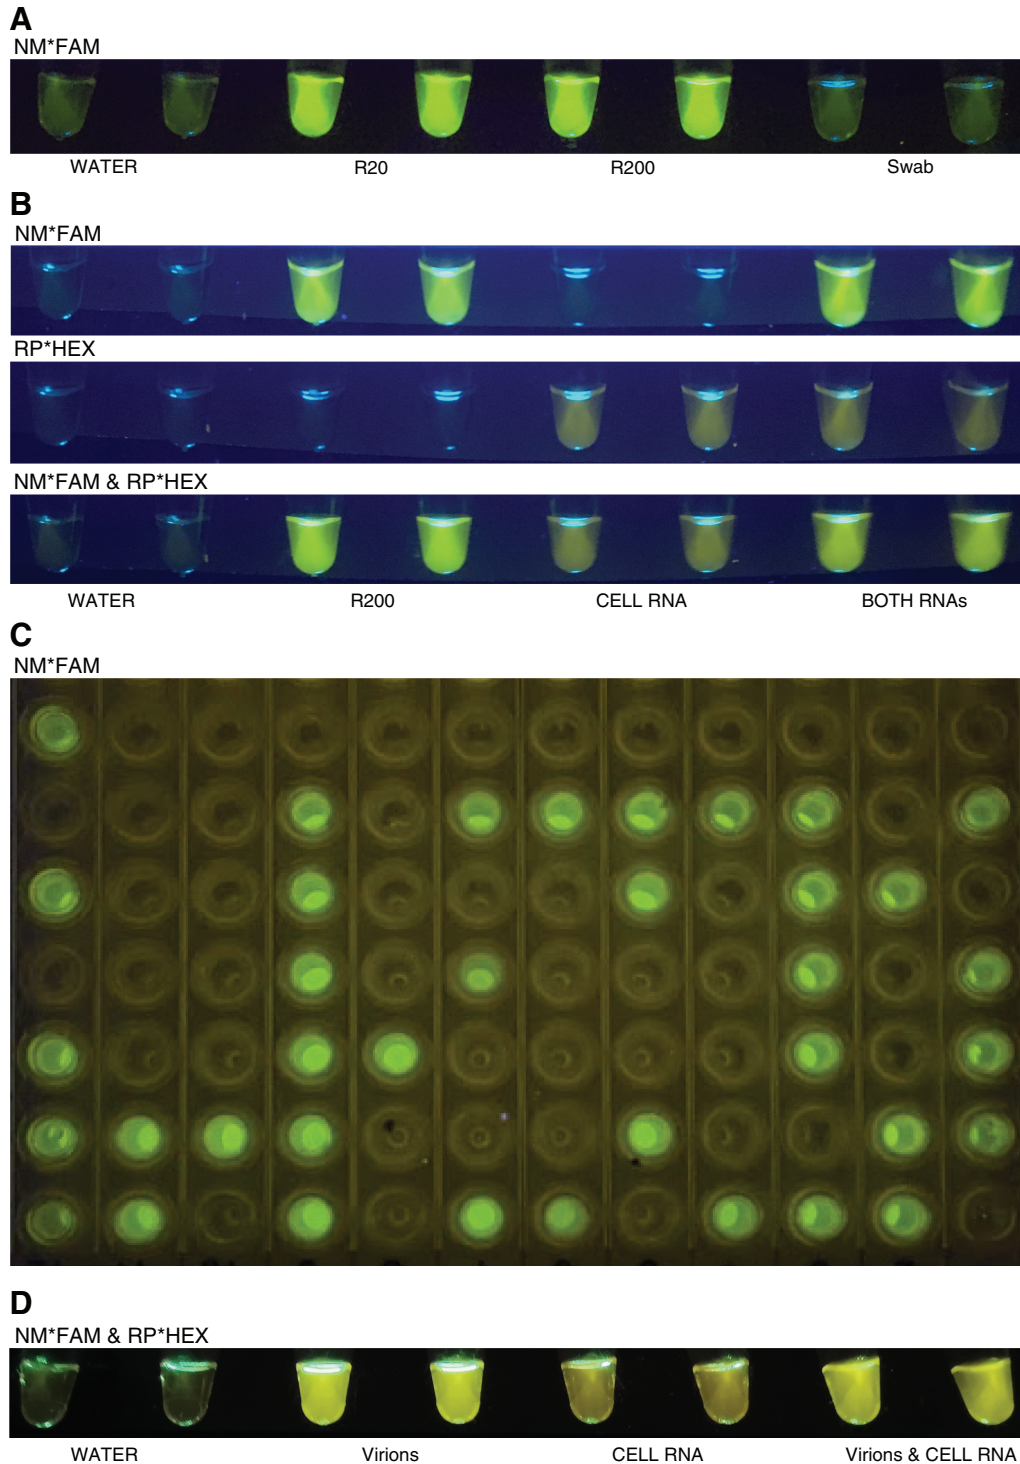 A
NM*FAM
WATER R20 R200 Swab
B
NM*FAM
RP*HEX
NM*FAM & RP*HEX
WATER R200 CELL RNA BOTH RNAs
C
NM*FAM
D
NM*FAM & RP*HEX
WATER Virions CELL RNA Virions & CELL RNA